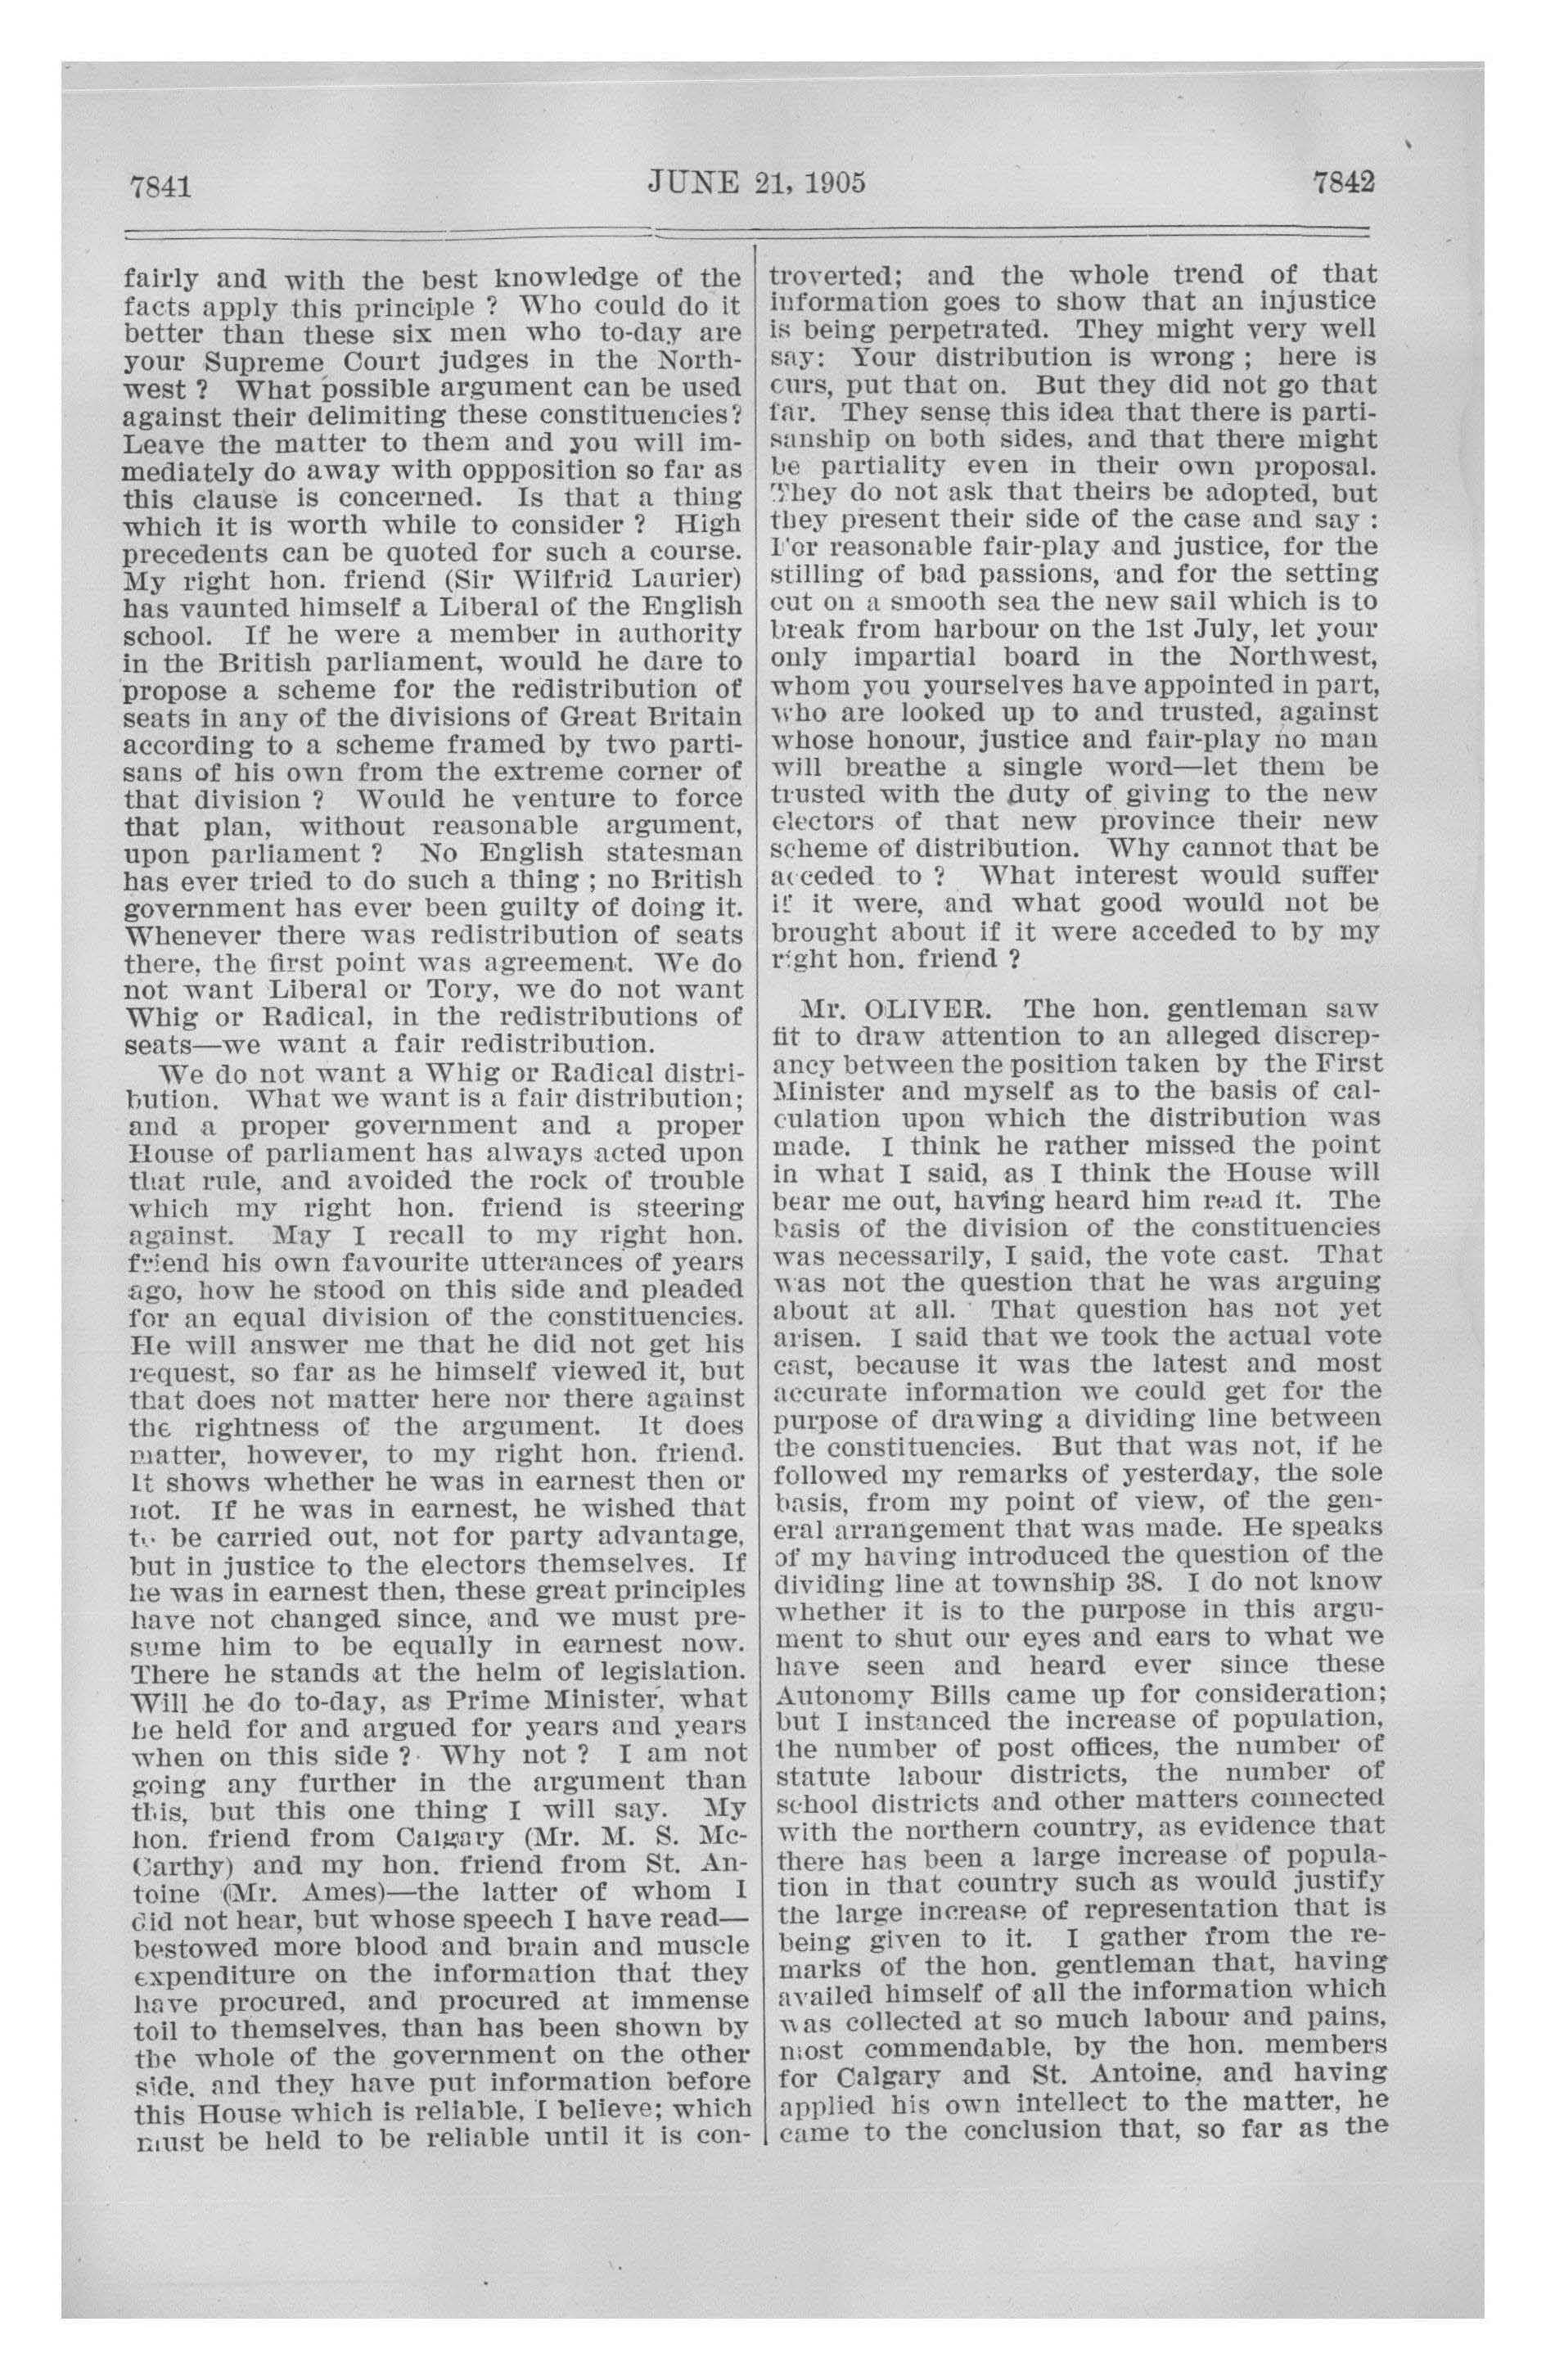 7841
JUNE 21, 1905
7842
fairly and with the best knowledge of the
facts apply this principle ? Who could do it
better than these six men who to-day are
your Supreme Court judges in the North-
west ? What possible argument can be used
against their delimiting these constituencies?
Leave the matter to them and you will im-
mediately do away with oppposition so far as
this clause is concerned. Is that a thing
which it is worth while to consider ? High
precedents can be quoted for such a course.
My right hon. friend (Sir Wilfrid Laurier)
has vaunted himself a Liberal of the English
school. If he were a member in authority
in the British parliament, would he dare to
propose a scheme for the redistribution of
seats in any of the divisions of Great Britain
according to a scheme framed by two parti-
sans of his own from the extreme corner of
that division ? Would he venture to force
that plan, without reasonable argument,
upon parliament ? No English statesman
has ever tried to do such a thing ; no British
government has ever been guilty of doing it.
Whenever there was redistribution of seats
there, the first point was agreement. We do
not want Liberal or Tory, we do not want
Whig or Radical, in the redistributions of
seats—we want a fair redistribution.
We do not want a Whig or Radical distri-
bution. What we want is a fair distribution;
and a proper government and a proper
House of parliament has always acted upon
that rule, and avoided the rock of trouble
which my right hon. friend is steering
against. May I recall to my right hon.
friend his own favourite utterances of years
ago, how he stood on this side and pleaded
for an equal division of the constituencies.
He will answer me that he did not get his
request, so far as he himself viewed it, but
that does not matter here nor there against
the rightness of the argument. It does
matter, however, to my right hon. friend.
It shows whether he was in earnest then or
not. If he was in earnest, he wished that
to be carried out, not for party advantage,
but in justice to the electors themselves. If
he was in earnest then, these great principles
have not changed since, and we must pre-
sume him to be equally in earnest now.
There he stands at the helm of legislation.
Will he do to-day, as Prime Minister, what
he held for and argued for years and years
when on this side ? Why not ? I am not
going any further in the argument than
this, but this one thing I will say. My
hon. friend from Calgary (Mr. M. S. Mc-
Carthy) and my hon. friend from St. An-
toine (Mr. Ames)—the latter of whom I
did not hear, but whose speech I have read—
bestowed more blood and brain and muscle
expenditure on the information that they
have procured, and procured at immense
toil to themselves, than has been shown by
the whole of the government on the other
side, and they have put information before
this House which is reliable, I believe; which
must be held to be reliable until it is con-
troverted; and the whole trend of that
information goes to show that an injustice
is being perpetrated. They might very well
say: Your distribution is wrong ; here is
ours, put that on. But they did not go that
far. They sense this idea that there is parti-
sanship on both sides, and that there might
be partiality even in their own proposal.
They do not ask that theirs be adopted, but
they present their side of the case and say :
For reasonable fair-play and justice, for the
stilling of bad passions, and for the setting
out on a smooth sea the new sail which is to
break from harbour on the 1st July, let your
only impartial board in the Northwest,
whom you yourselves have appointed in part,
who are looked up to and trusted, against
whose honour, justice and fair-play no man
will breathe a single word—let them be
trusted with the duty of giving to the new
electors of that new province their new
scheme of distribution. Why cannot that be
acceded to ? What interest would suffer
if it were, and what good would not be
brought about if it were acceded to by my
right hon. friend ?
Mr. OLIVER. The hon. gentleman saw
fit to draw attention to an alleged discrep-
ancy between the position taken by the First
Minister and myself as to the basis of cal-
culation upon which the distribution was
made. I think he rather missed the point
in what I said, as I think the House will
bear me out, having heard him read it. The
basis of the division of the constituencies
was necessarily, I said, the vote cast. That
was not the question that he was arguing
about at all. That question has not yet
arisen. I said that we took the actual vote
cast, because it was the latest and most
accurate information we could get for the
purpose of drawing a dividing line between
the constituencies. But that was not, if he
followed my remarks of yesterday, the sole
basis, from my point of view, of the gen-
eral arrangement that was made. He speaks
of my having introduced the question of the
dividing line at township 38. I do not know
whether it is to the purpose in this argu-
ment to shut our eyes and ears to what we
have seen and heard ever since these
Autonomy Bills came up for consideration;
but I instanced the increase of population,
the number of post offices, the number of
statute labour districts, the number of
school districts and other matters connected
with the northern country, as evidence that
there has been a large increase of popula-
tion in that country such as would justify
the large increase of representation that is
being given to it. I gather from the re-
marks of the hon. gentleman that, having
availed himself of all the information which
was collected at so much labour and pains,
most commendable, by the hon. members
for Calgary and St. Antoine, and having
applied his own intellect to the matter, he
came to the conclusion that, so far as the